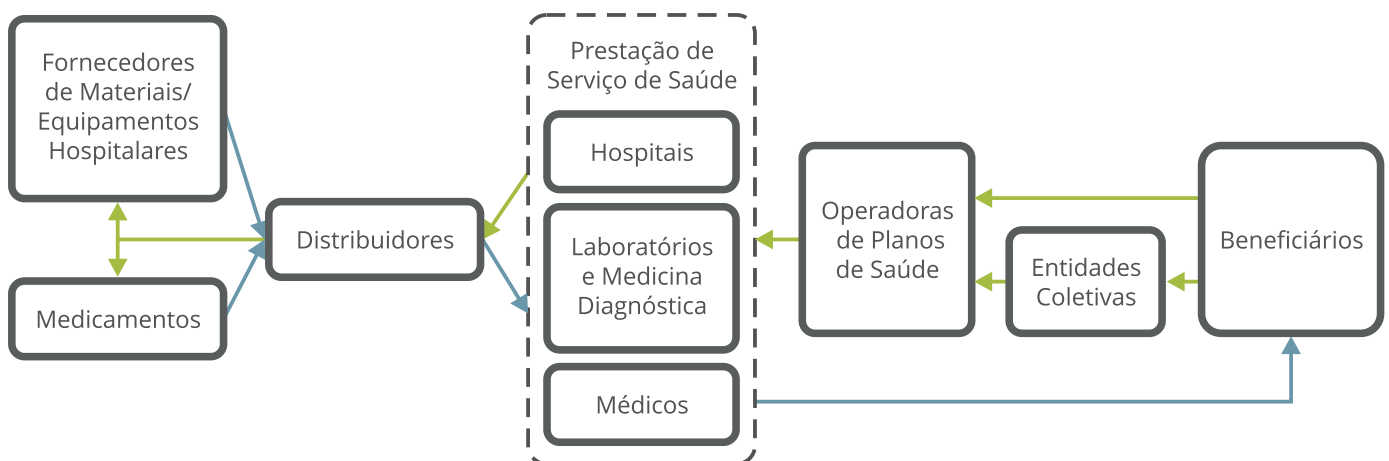 Fornecedores
de Materiais/
Equipamentos
Hospitalares
Medicamentos
Distribuidores
Prestação de
Serviço de Saúde
Hospitais
Laboratórios
e Medicina
Diagnóstica
Médicos
Operadoras
de Planos
de Saúde
Entidades
Coletivas
Beneficiários